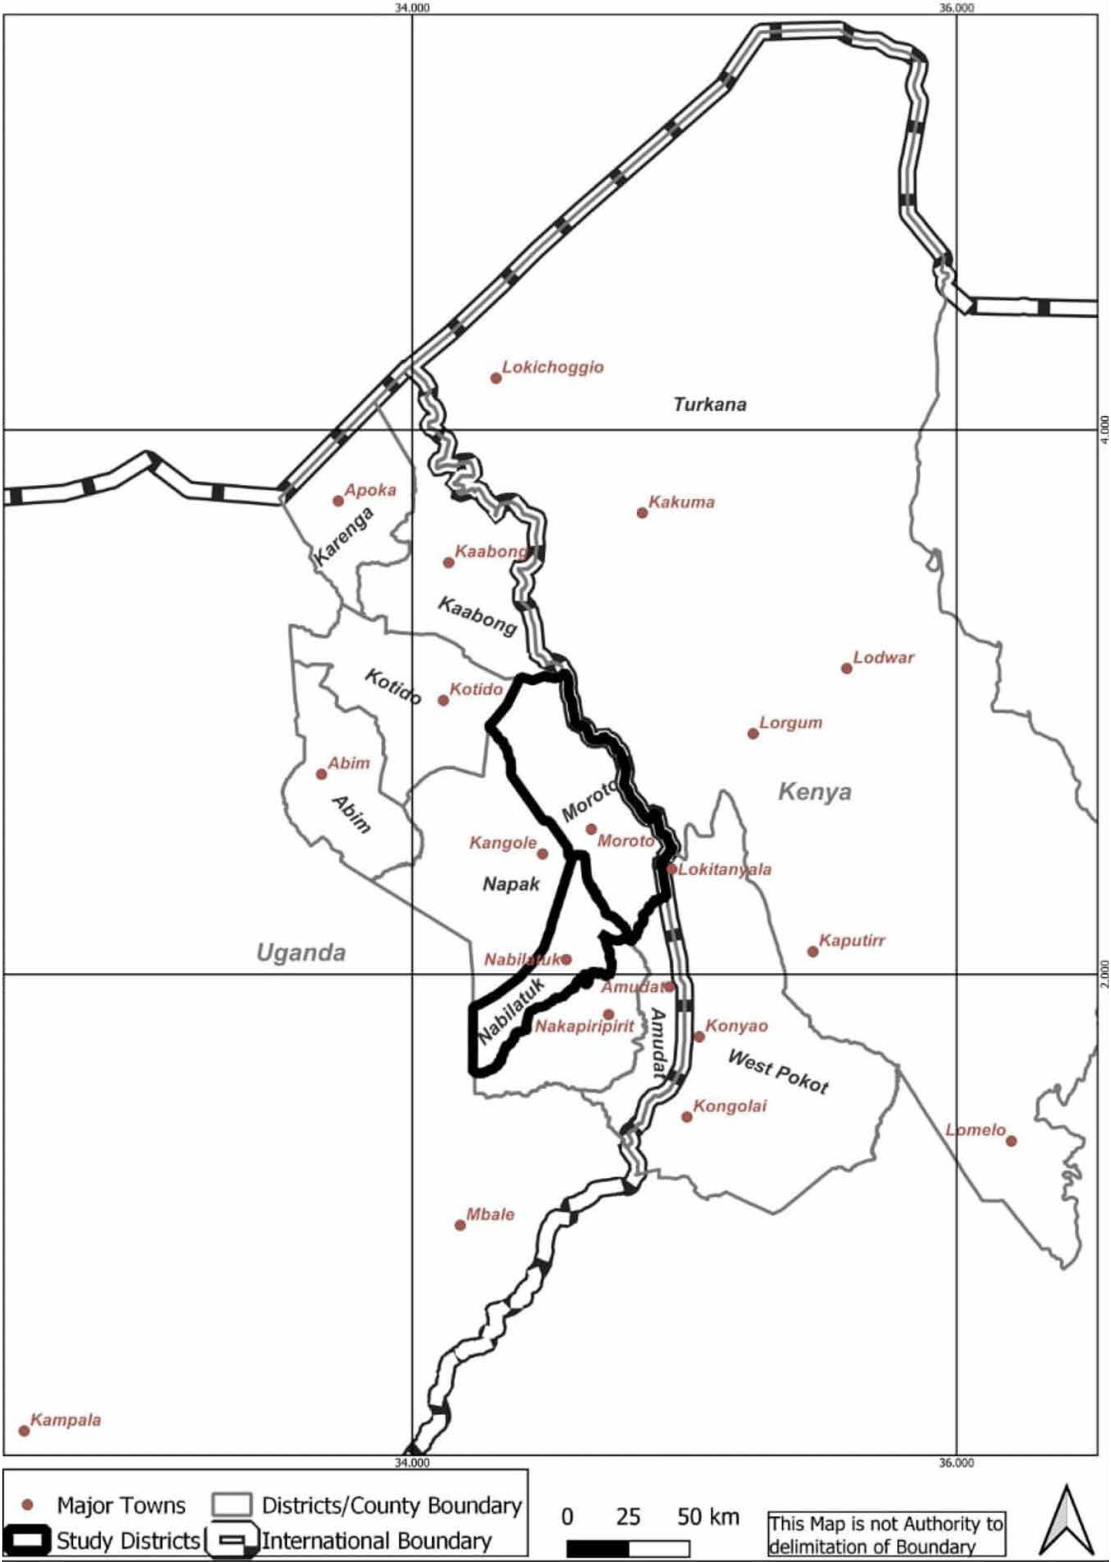 34.000
36.000
Lokichoggio
Turkana
4.000
Apoka
Kakuma
Karenga
Kaabong
Kaabong
Lodwar
Kotido
Kotido
Lorgum
Abim
Kenya
Abim
Moroto
Kangole
Moroto
Lokitanyala
Napak
Uganda
Kaputirr
Nabilatuk
2.000
Amudat
Nabilatuk
Nakapiripirit
Amudat
Konyao
West Pokot
Kongolai
Lomelo
Mbale
Kampala
34.000
36.000
Major Towns
Districts/County Boundary
Study Districts
International Boundary
0 25 50 km
This Map is not Authority to
delimitation of Boundary